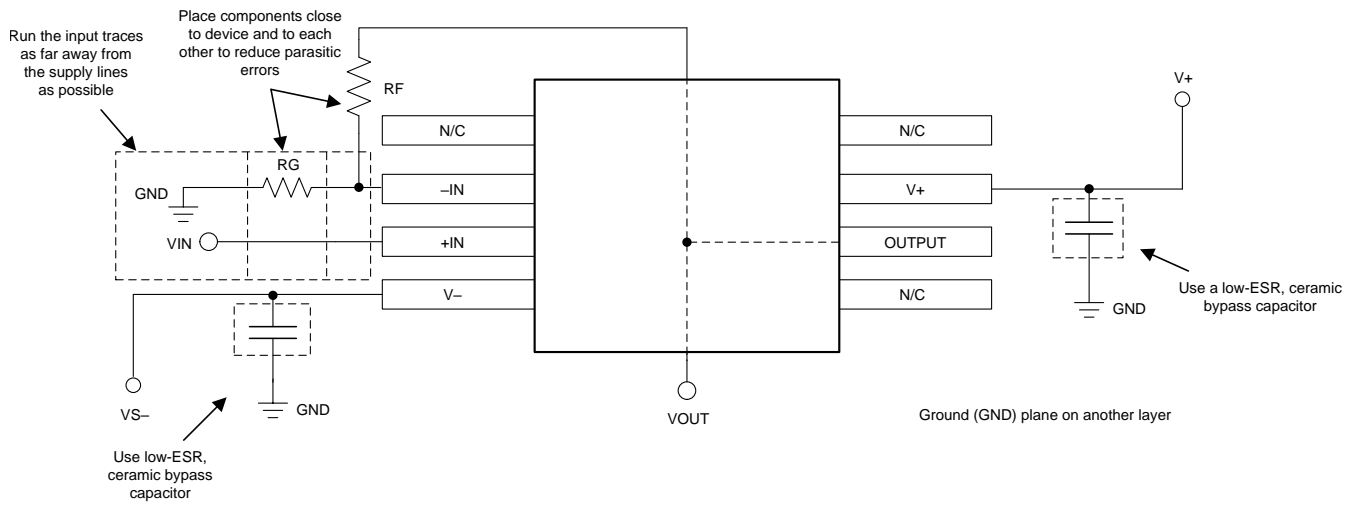 Run the input traces
as far away from
the supply lines
as possible
Place components close
to device and to each
other to reduce parasitic
errors
RF
N/C
RG
GND
–IN
VIN
+IN
V–
VS–
GND
Use low-ESR,
ceramic bypass
capacitor
VOUT
N/C
V+
OUTPUT
N/C
V+
GND
Use a low-ESR, ceramic
bypass capacitor
Ground (GND) plane on another layer